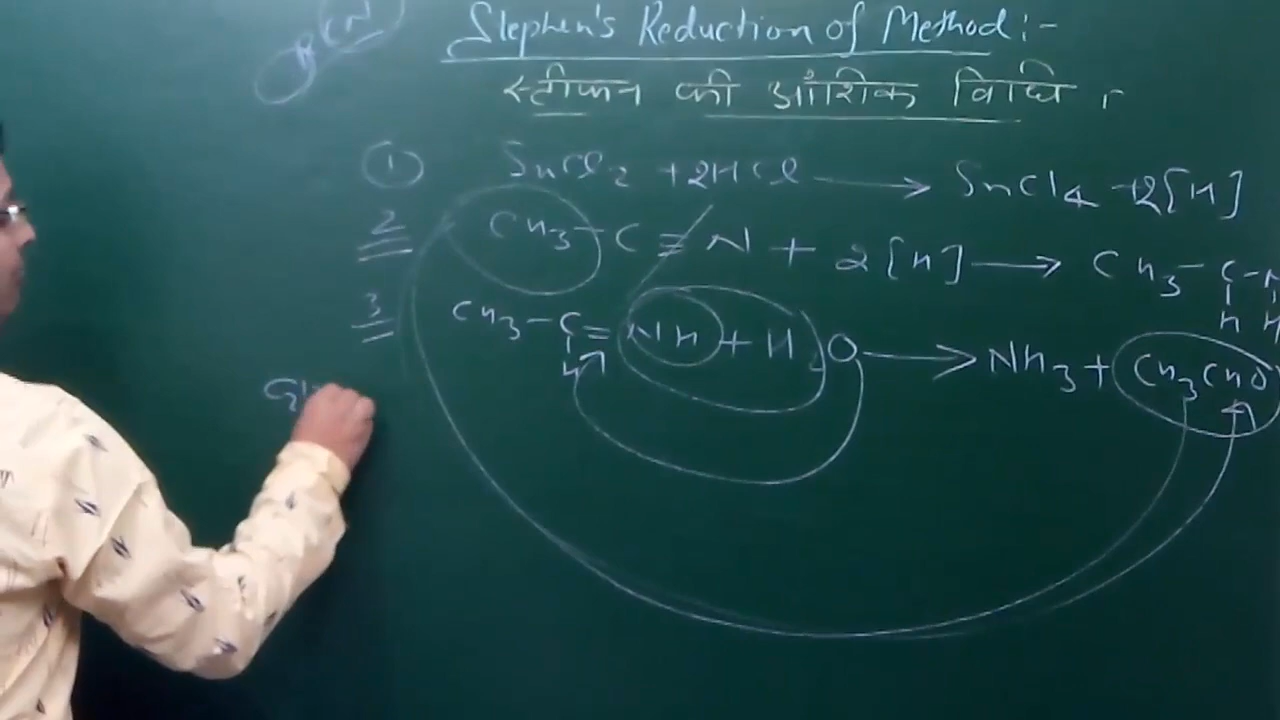 Stephen's Reduction of Method :-
स्टीफन की आंशिक विधि ।
① SnCl2 + 2HCl → SnCl4 + 2[H]
2 CH3-C≡N + 2[H] → CH3-C-N
H H
3 CH3-C=NH + H2O → NH3 + CH3CHO
H